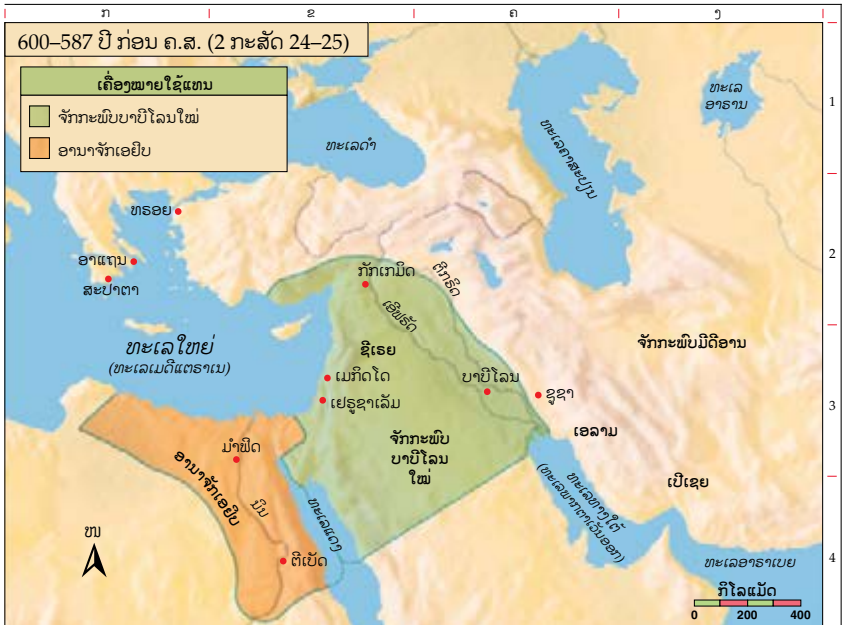 ກ
ຂ
ຄ
ງ
600–587 ປີ ກ່ອນ ຄ.ສ. (2 ກະສັດ 24–25)
ເຄື່ອງໝາຍໃຊ້ແທນ
ຈັກກະພົບບາບີໂລນໃໝ່
ອານາຈັກເອຢິບ
1
ທະເລ
ອາຣານ
ທະເລດຳ
ທະເລຄາສະປຽນ
2
ທຣອຍ
ອາແຖນ
ສະປາຕາ
ກັກເກມິດ
ຕີກຣິດ
ເອີຟຣັດ
ທະເລໃຫຍ່
(ທະເລເມດີແຕຣາເນ)
ຊີເຣຍ
ຈັກກະພົບມີດີອານ
ເມກິດໂດ
ເຢຣູຊາເລັມ
ບາບີໂລນ
ຊູຊາ
3
ເອລາມ
ຈັກກະພົບ
ບາບີໂລນ
ໃໝ່
ມຳຟິດ
ອານາຈັກເອຢິບ
ນິນ
ທະເລແດງ
ທະເລທາງໃຕ້
(ທະເລພາກຕາເວັນອອກ)
ເປີເຊຍ
ໜ
ຕີເບັດ
ທະເລອາຣາເບຍ
4
ກິໂລແມັດ
0 200 400